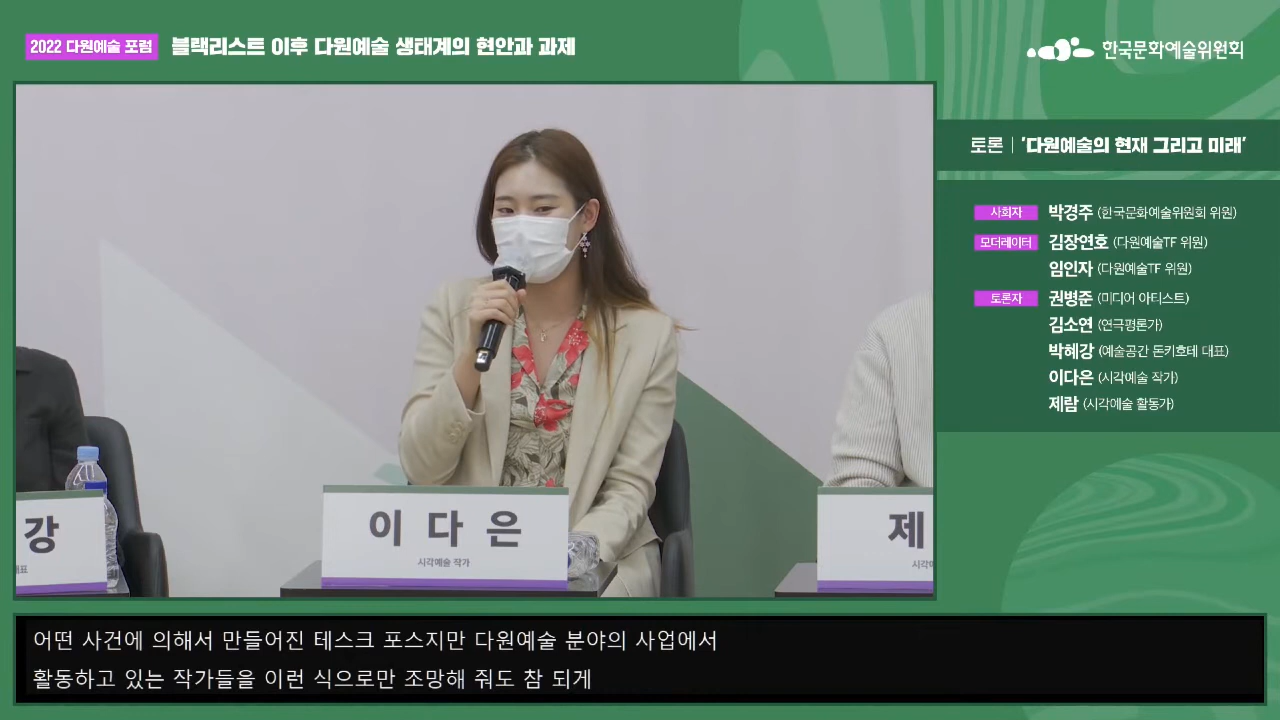 2022 다원예술 포럼 블랙리스트 이후 다원예술 생태계의 현안과 과제
한국문화예술위원회
토론 | '다원예술의 현재 그리고 미래'
사회자 박경주 (한국문화예술위원회 위원)
모더레이터 김장연호 (다원예술TF 위원)
임인자 (다원예술TF 위원)
토론자 권병준 (미디어 아티스트)
김소연 (연극평론가)
박혜강 (예술공간 돈키호테 대표)
이다은 (시각예술 작가)
제람 (시각예술 활동가)
강
대표
이다은
시각예술 작가
제
시각예
어떤 사건에 의해서 만들어진 테스크 포스지만 다원예술 분야의 사업에서
활동하고 있는 작가들을 이런 식으로만 조망해 줘도 참 되게